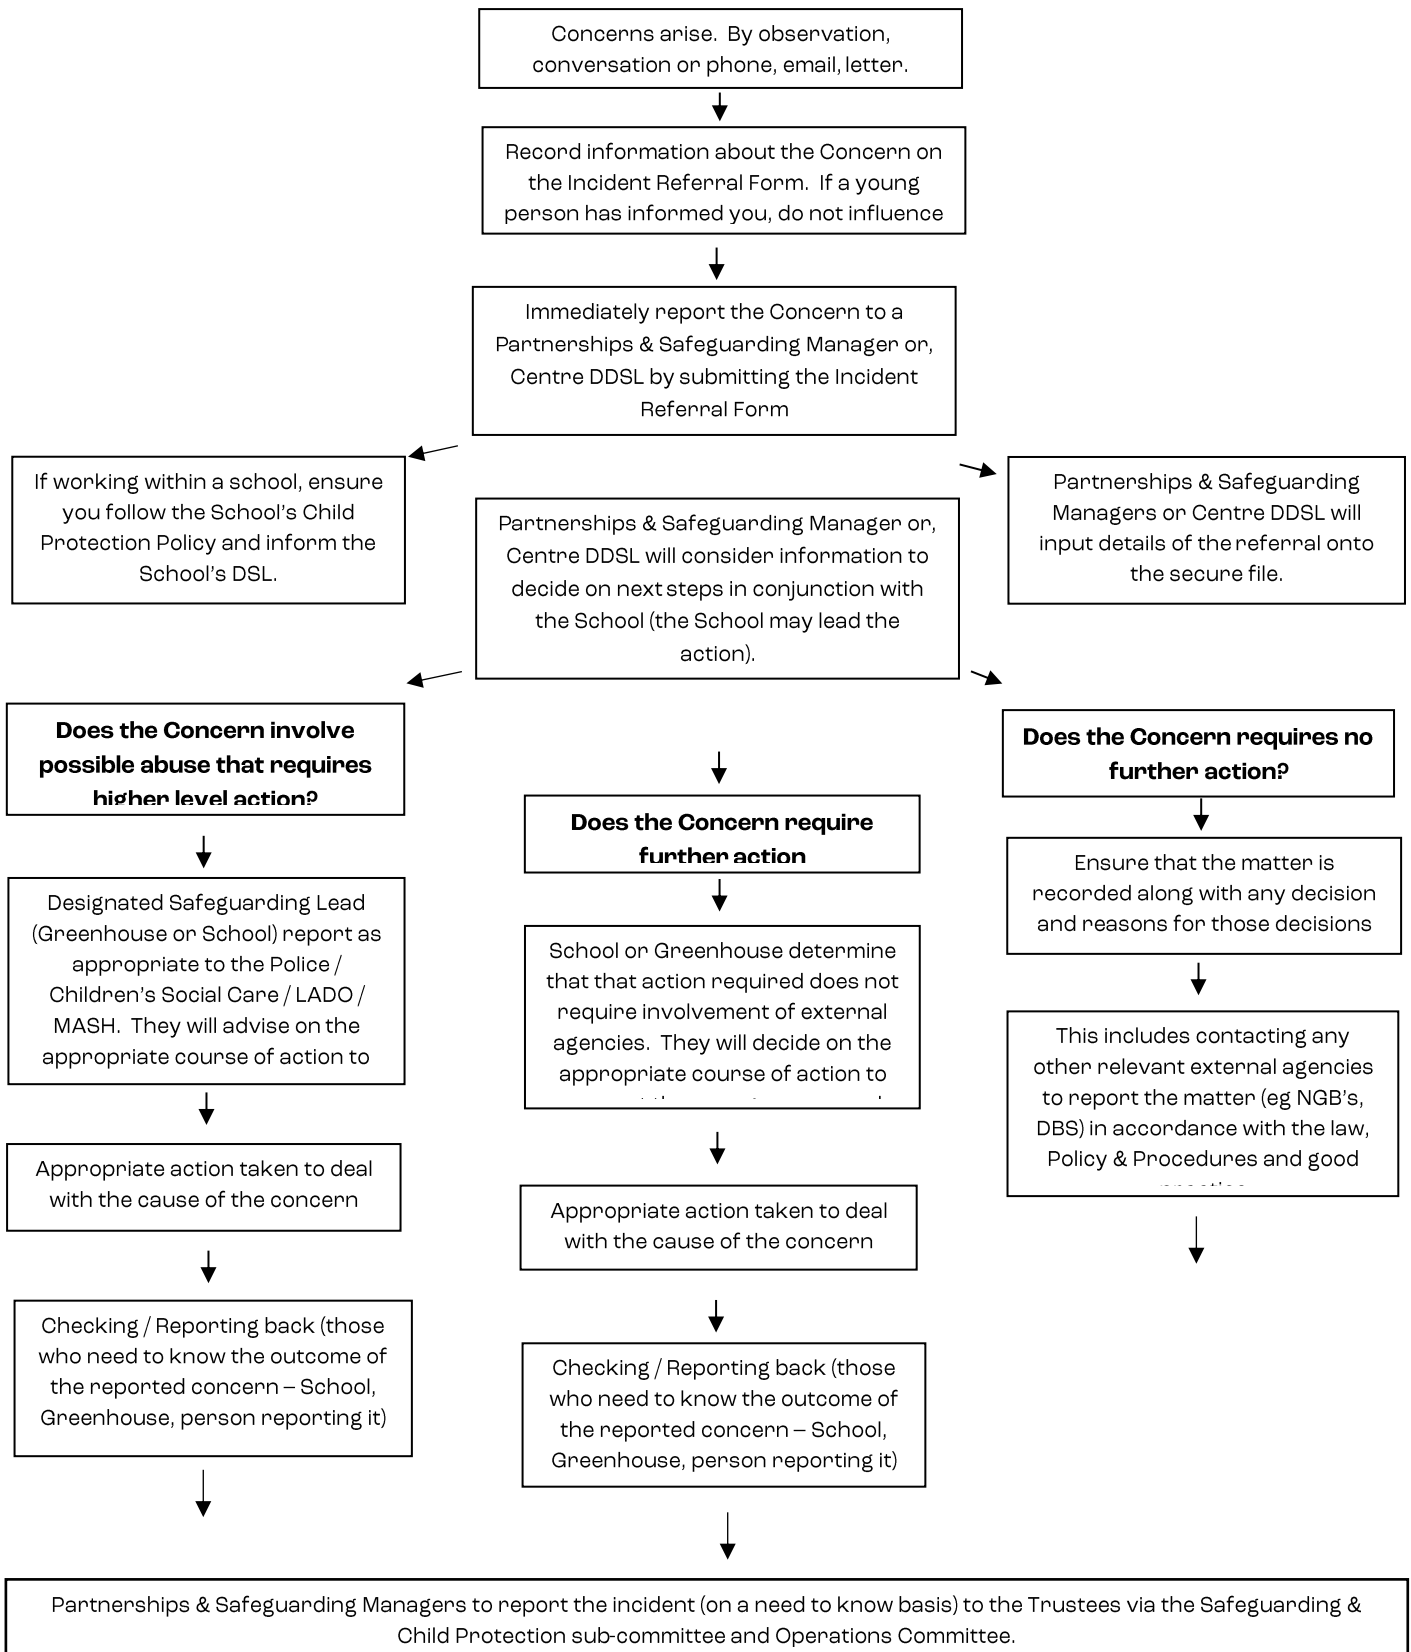 Concerns arise. By observation,
conversation or phone, email, letter.
Record information about the Concern on
the Incident Referral Form. If a young
person has informed you, do not influence
Immediately report the Concern to a
Partnerships & Safeguarding Manager or,
Centre DDSL by submitting the Incident
Referral Form
If working within a school, ensure
you follow the School's Child
Protection Policy and inform the
School's DSL.
Partnerships & Safeguarding Manager or,
Centre DDSL will consider information to
decide on next steps in conjunction with
the School (the School may lead the
action).
Partnerships & Safeguarding
Managers or Centre DDSL will
input details of the referral onto
the secure file.
Does the Concern involve
possible abuse that requires
higher level action?
Designated Safeguarding Lead
(Greenhouse or School) report as
appropriate to the Police /
Children's Social Care / LADO /
MASH. They will advise on the
appropriate course of action to
Appropriate action taken to deal
with the cause of the concern
Checking / Reporting back (those
who need to know the outcome of
the reported concern – School,
Greenhouse, person reporting it)
Does the Concern require
further action
School or Greenhouse determine
that that action required does not
require involvement of external
agencies. They will decide on the
appropriate course of action to
Appropriate action taken to deal
with the cause of the concern
Checking / Reporting back (those
who need to know the outcome of
the reported concern – School,
Greenhouse, person reporting it)
Does the Concern requires no
further action?
Ensure that the matter is
recorded along with any decision
and reasons for those decisions
This includes contacting any
other relevant external agencies
to report the matter (eg NGB's,
DBS) in accordance with the law,
Policy & Procedures and good
Partnerships & Safeguarding Managers to report the incident (on a need to know basis) to the Trustees via the Safeguarding &
Child Protection sub-committee and Operations Committee.